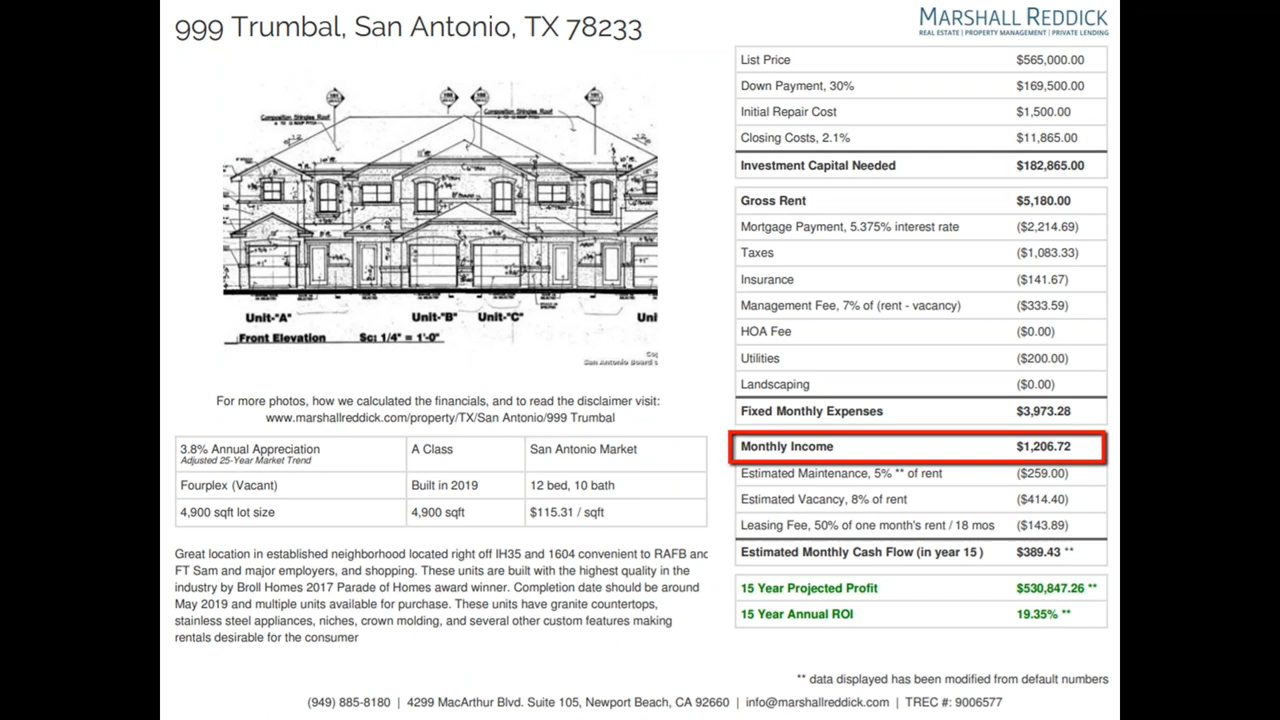 999 Trumbal, San Antonio, TX 78233
MARSHALL REDDICK
REAL ESTATE | PROPERTY MANAGEMENT | PRIVATE LENDING
Composition Shingles Roof
Composition Shingles Roof
Unit-"A"
Unit-"B"
Unit-"C"
Uni
Front Elevation
Sc: 1/4" = 1'-0"
San Antonio Board
For more photos, how we calculated the financials, and to read the disclaimer visit:
www.marshallreddick.com/property/TX/San Antonio/999 Trumbal
3.8% Annual Appreciation
Adjusted 25-Year Market Trend
A Class
San Antonio Market
Fourplex (Vacant)
Built in 2019
12 bed, 10 bath
4,900 sqft lot size
4,900 sqft
$115.31 / sqft
Great location in established neighborhood located right off IH35 and 1604 convenient to RAFB and
FT Sam and major employers, and shopping. These units are built with the highest quality in the
industry by Broll Homes 2017 Parade of Homes award winner. Completion date should be around
May 2019 and multiple units available for purchase. These units have granite countertops,
stainless steel appliances, niches, crown molding, and several other custom features making
rentals desirable for the consumer
List Price $565,000.00
Down Payment, 30% $169,500.00
Initial Repair Cost $1,500.00
Closing Costs, 2.1% $11,865.00
Investment Capital Needed $182,865.00
Gross Rent $5,180.00
Mortgage Payment, 5.375% interest rate ($2,214.69)
Taxes ($1,083.33)
Insurance ($141.67)
Management Fee, 7% of (rent - vacancy) ($333.59)
HOA Fee ($0.00)
Utilities ($200.00)
Landscaping ($0.00)
Fixed Monthly Expenses $3,973.28
Monthly Income $1,206.72
Estimated Maintenance, 5% ** of rent ($259.00)
Estimated Vacancy, 8% of rent ($414.40)
Leasing Fee, 50% of one month's rent / 18 mos ($143.89)
Estimated Monthly Cash Flow (in year 15 ) $389.43 **
15 Year Projected Profit $530,847.26 **
15 Year Annual ROI 19.35% **
** data displayed has been modified from default numbers
(949) 885-8180 | 4299 MacArthur Blvd. Suite 105, Newport Beach, CA 92660 | info@marshallreddick.com | TREC #: 9006577